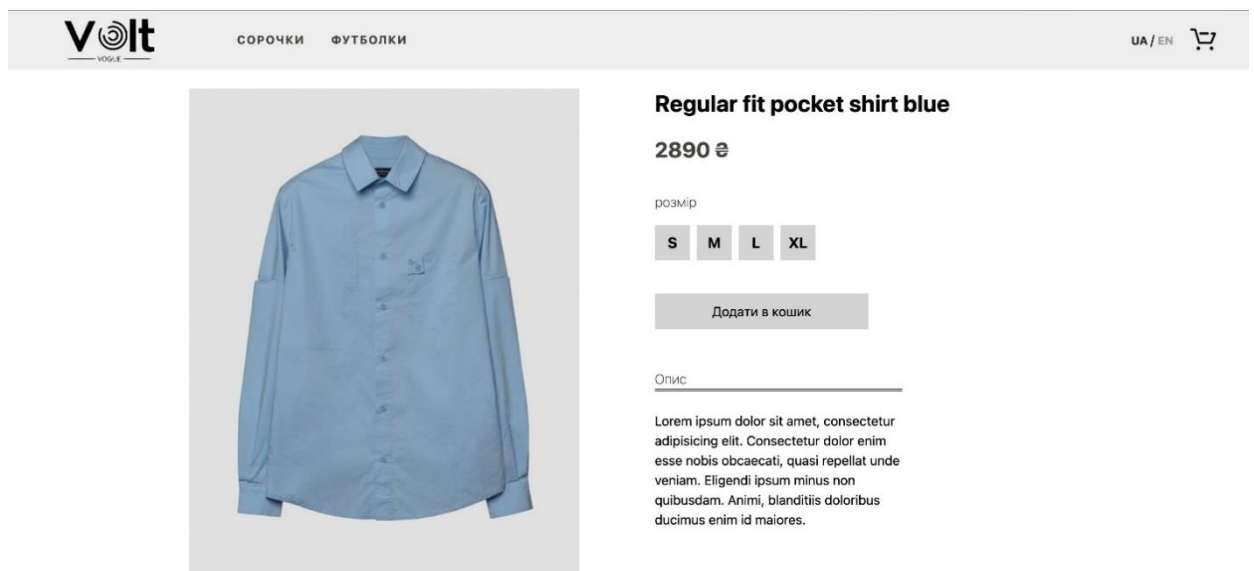 Volt
VOGUE
СОРОЧКИ ФУТБОЛКИ
UA / EN
Regular fit pocket shirt blue
2890 ₴
розмір
S M L XL
Додати в кошик
Опис
Lorem ipsum dolor sit amet, consectetur
adipisicing elit. Consectetur dolor enim
esse nobis obcaecati, quasi repellat unde
veniam. Eligendi ipsum minus non
quibusdam. Animi, blanditiis doloribus
ducimus enim id maiores.